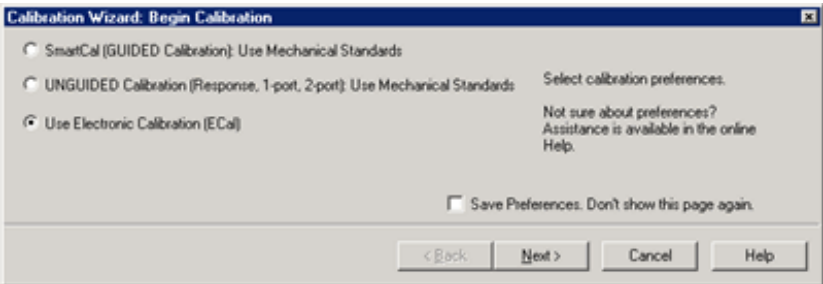 Calibration Wizard: Begin Calibration
SmartCal (GUIDED Calibration): Use Mechanical Standards
UNGUIDED Calibration (Response, 1-port, 2-port): Use Mechanical Standards
Use Electronic Calibration (ECal)
Select calibration preferences.
Not sure about preferences?
Assistance is available in the online
Help.
Save Preferences. Don't show this page again.
< Back
Next >
Cancel
Help